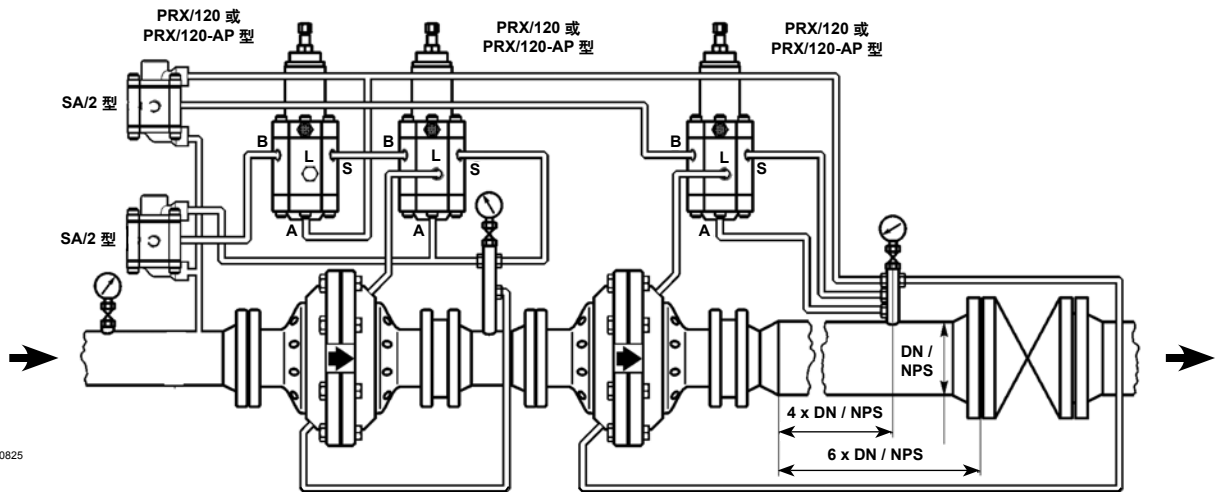 PRX/120 或
PRX/120-AP 型
PRX/120 或
PRX/120-AP 型
PRX/120 或
PRX/120-AP 型
SA/2 型
B
L
S
B
L
S
B
L
S
A
A
A
SA/2 型
DN /
NPS
4 x DN / NPS
6 x DN / NPS
0825